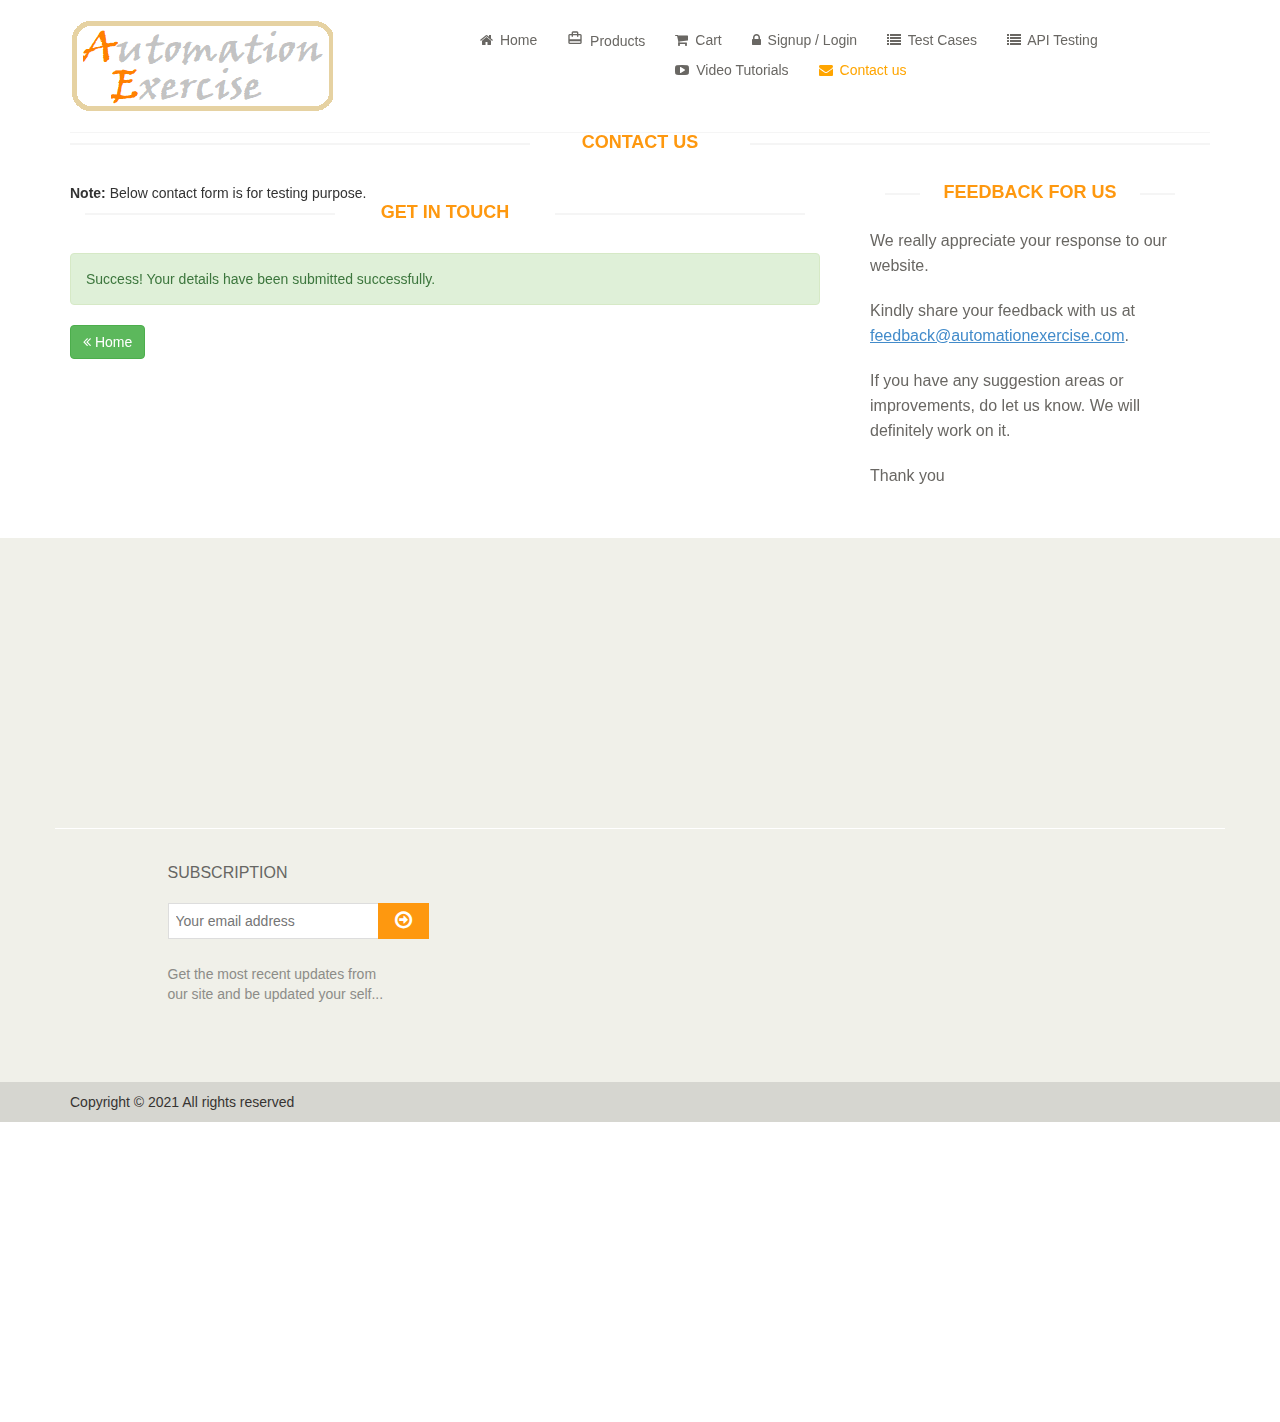 Automation
Exercise
Home
Products
Cart
Signup / Login
Test Cases
API Testing
Video Tutorials
Contact us
CONTACT US
Note: Below contact form is for testing purpose.
GET IN TOUCH
Success! Your details have been submitted successfully.
Home
FEEDBACK FOR US
We really appreciate your response to our
website.
Kindly share your feedback with us at
feedback@automationexercise.com.
If you have any suggestion areas or
improvements, do let us know. We will
definitely work on it.
Thank you
SUBSCRIPTION
Your email address
Get the most recent updates from
our site and be updated your self...
Copyright © 2021 All rights reserved